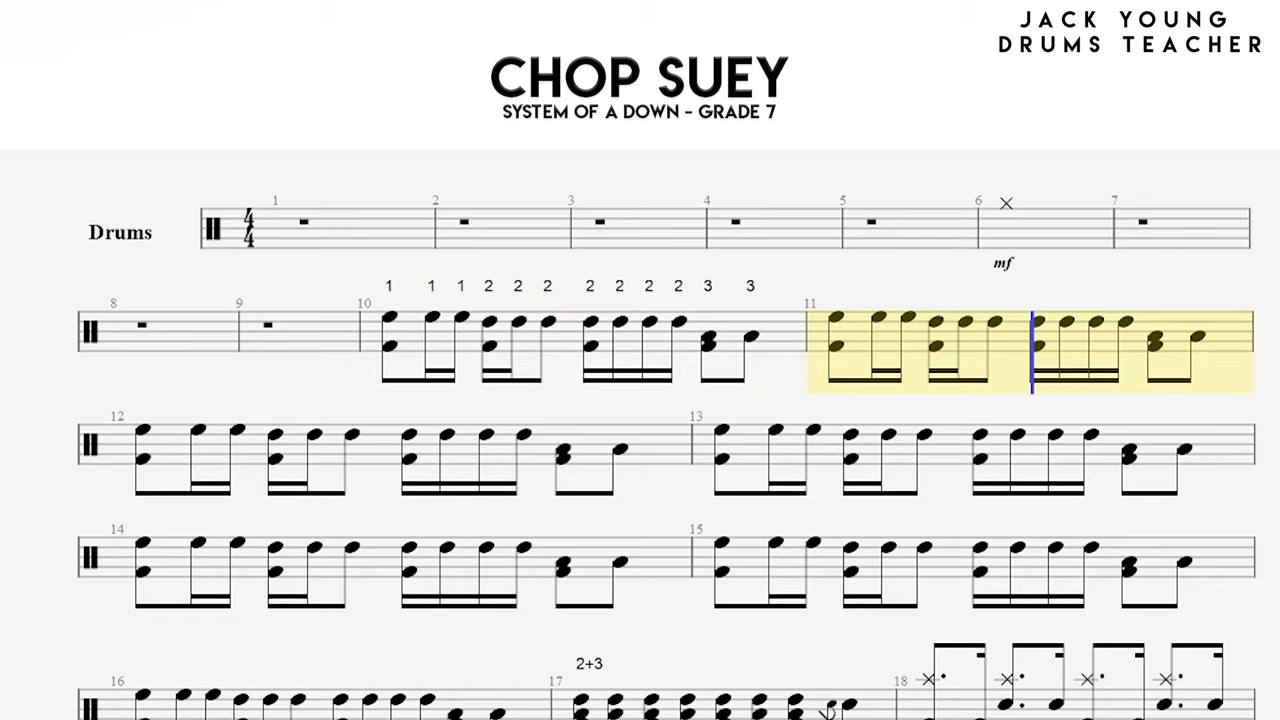 JACK YOUNG
DRUMS TEACHER
CHOP SUEY
SYSTEM OF A DOWN - GRADE 7
1 2 3 4 5 6 7
Drums
4
4
mf
1 1 1 2 2 2 2 2 2 2 3 3
8 9 10 11
12 13
14 15
2+3
16 17 18